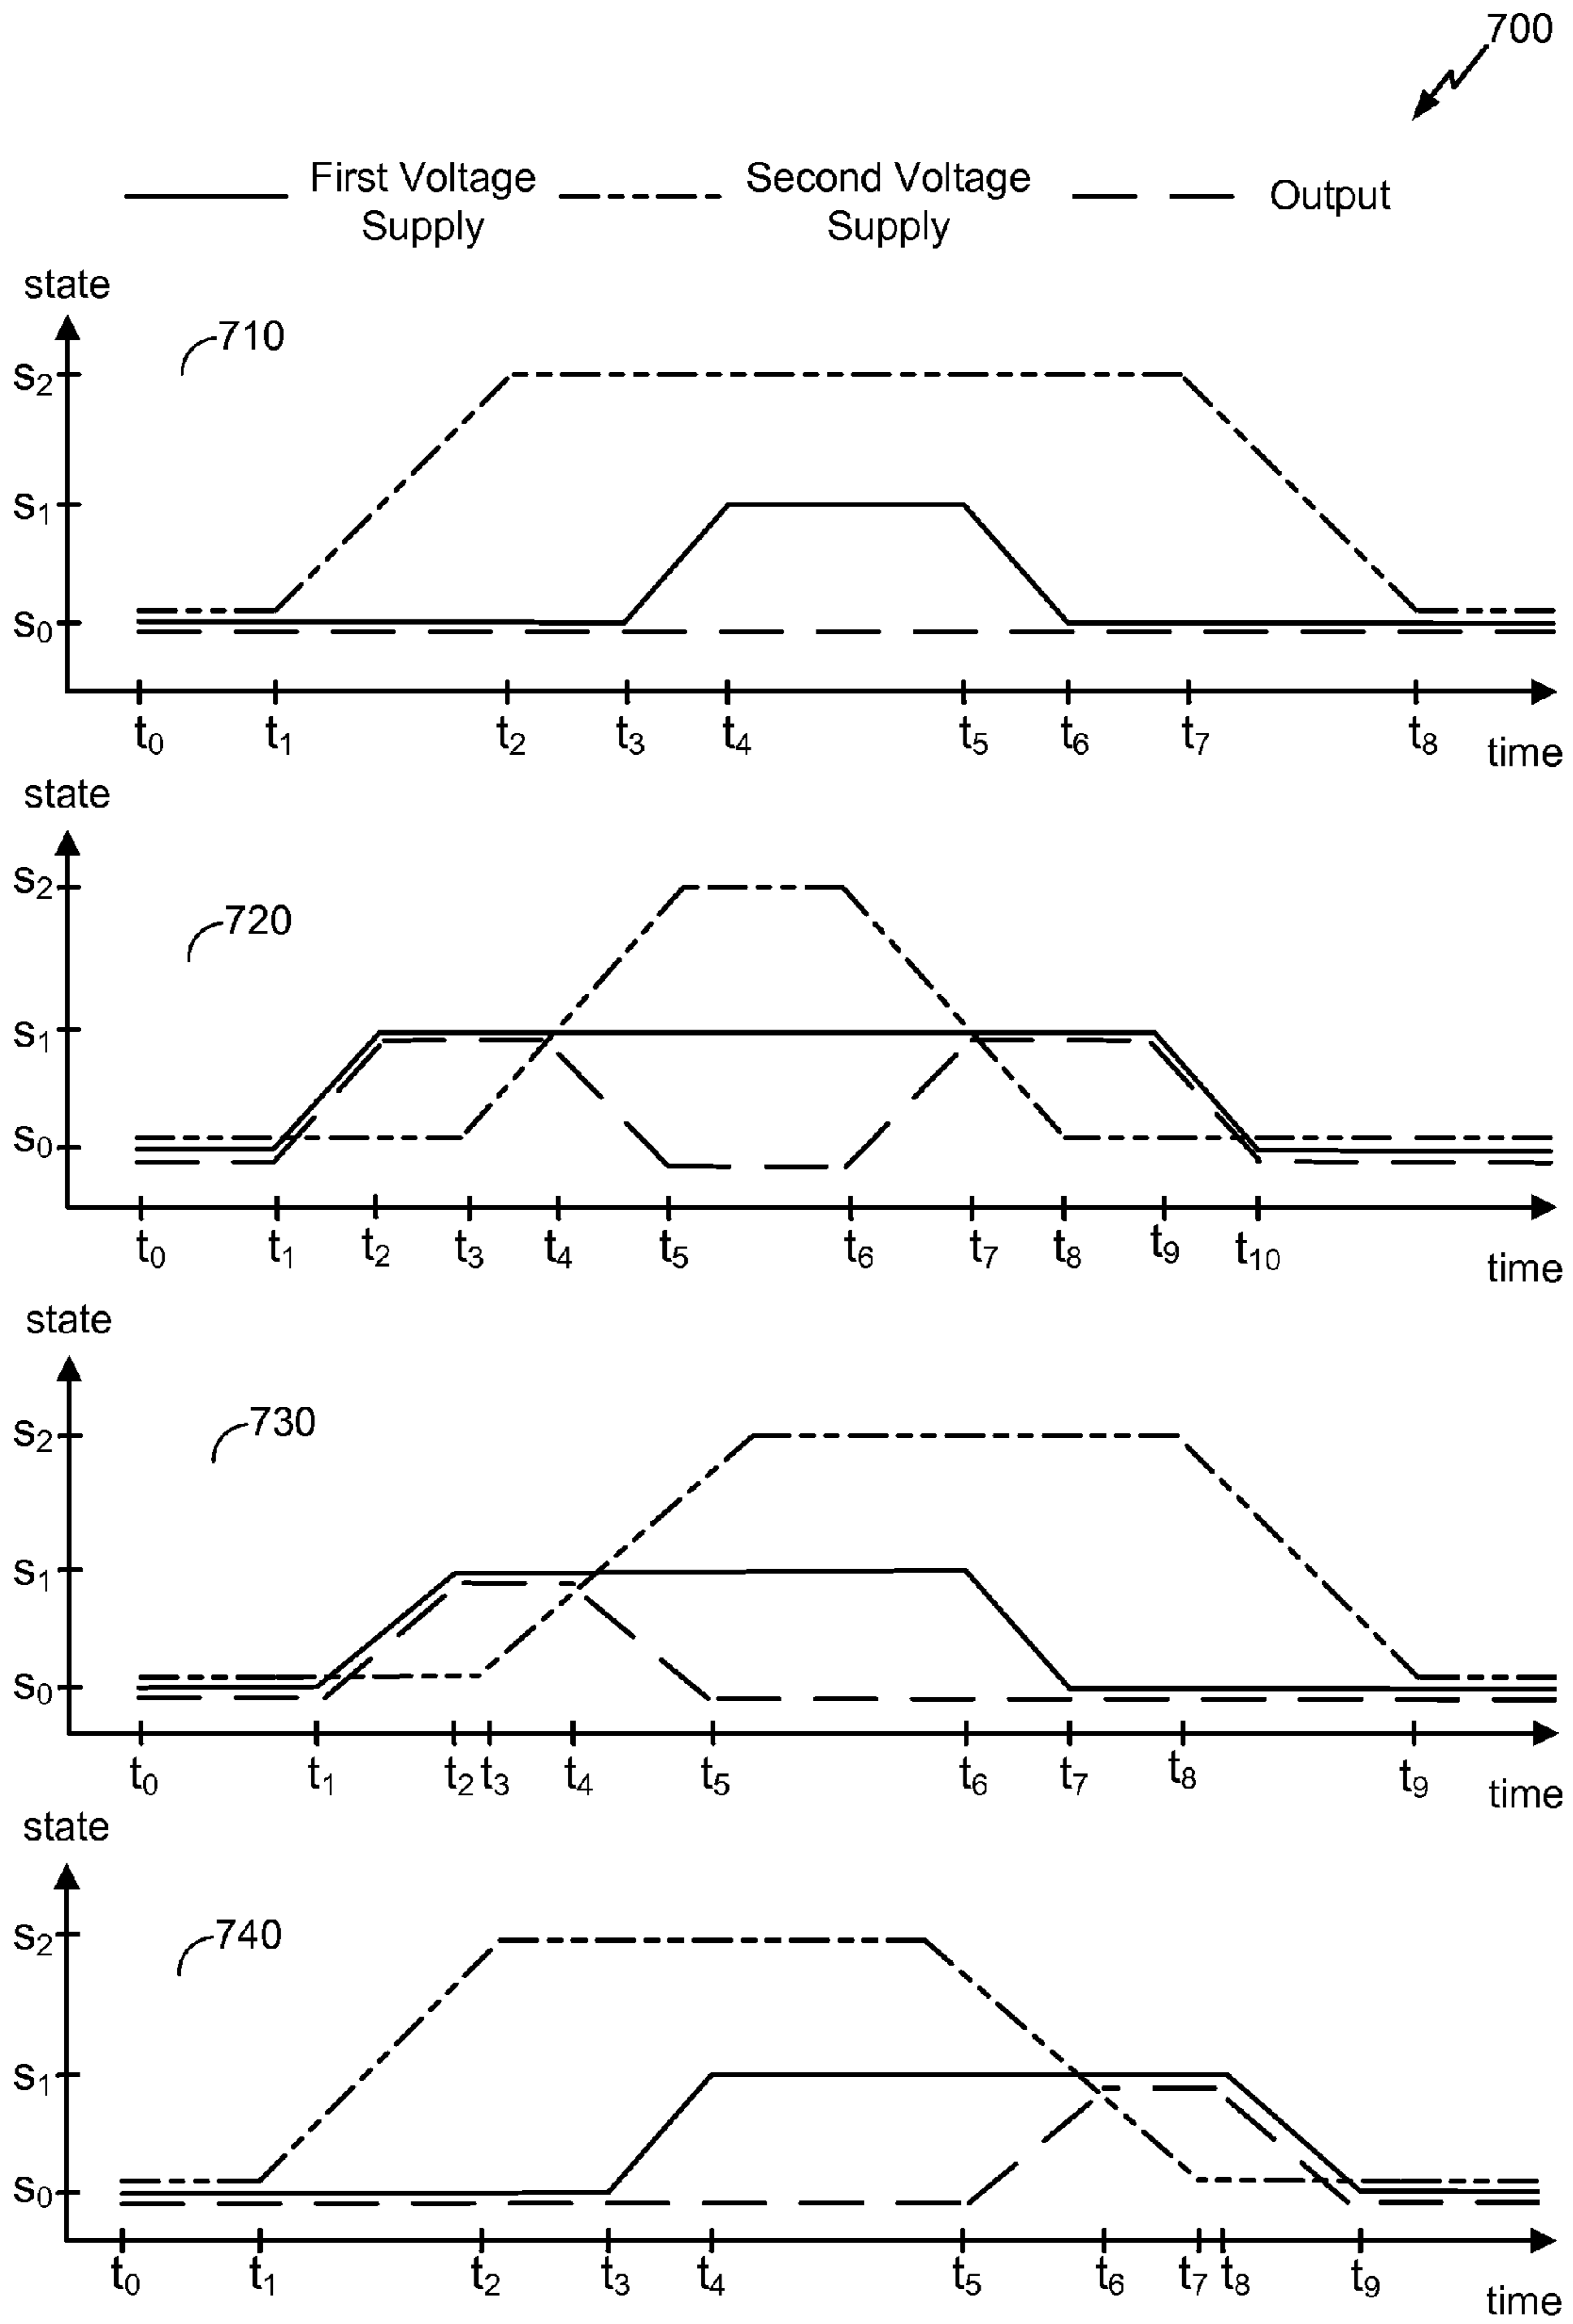 700
First Voltage Supply
Second Voltage Supply
Output
state
710
S2
S1
S0
t0 t1 t2 t3 t4 t5 t6 t7 t8
time
state
720
S2
S1
S0
t0 t1 t2 t3 t4 t5 t6 t7 t8 t9 t10
time
state
730
S2
S1
S0
t0 t1 t2 t3 t4 t5 t6 t7 t8 t9
time
state
740
S2
S1
S0
t0 t1 t2 t3 t4 t5 t6 t7 t8 t9
time